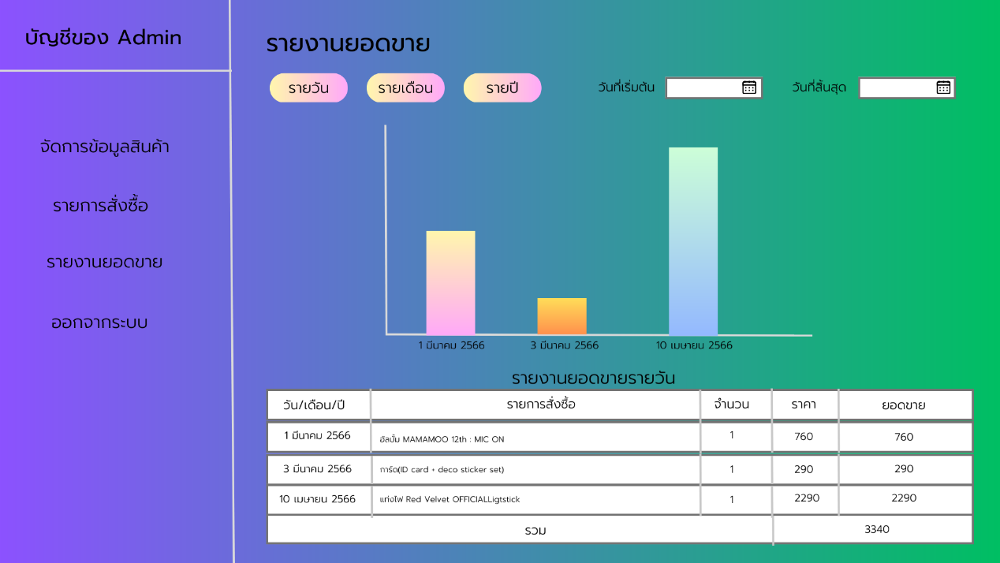 บัญชีของ Admin
จัดการข้อมูลสินค้า
รายการสั่งซื้อ
รายงานยอดขาย
ออกจากระบบ
รายงานยอดขาย
รายวัน รายเดือน รายปี วันที่เริ่มต้น วันที่สิ้นสุด
1 มีนาคม 2566 3 มีนาคม 2566 10 เมษายน 2566
รายงานยอดขายรายวัน
วัน/เดือน/ปี รายการสั่งซื้อ จำนวน ราคา ยอดขาย
1 มีนาคม 2566 อัลบั้ม MAMAMOO 12th : MIC ON 1 760 760
3 มีนาคม 2566 การ์ด(ID card + deco sticker set) 1 290 290
10 เมษายน 2566 แท่งไฟ Red Velvet OFFICIALLigtstick 1 2290 2290
รวม 3340